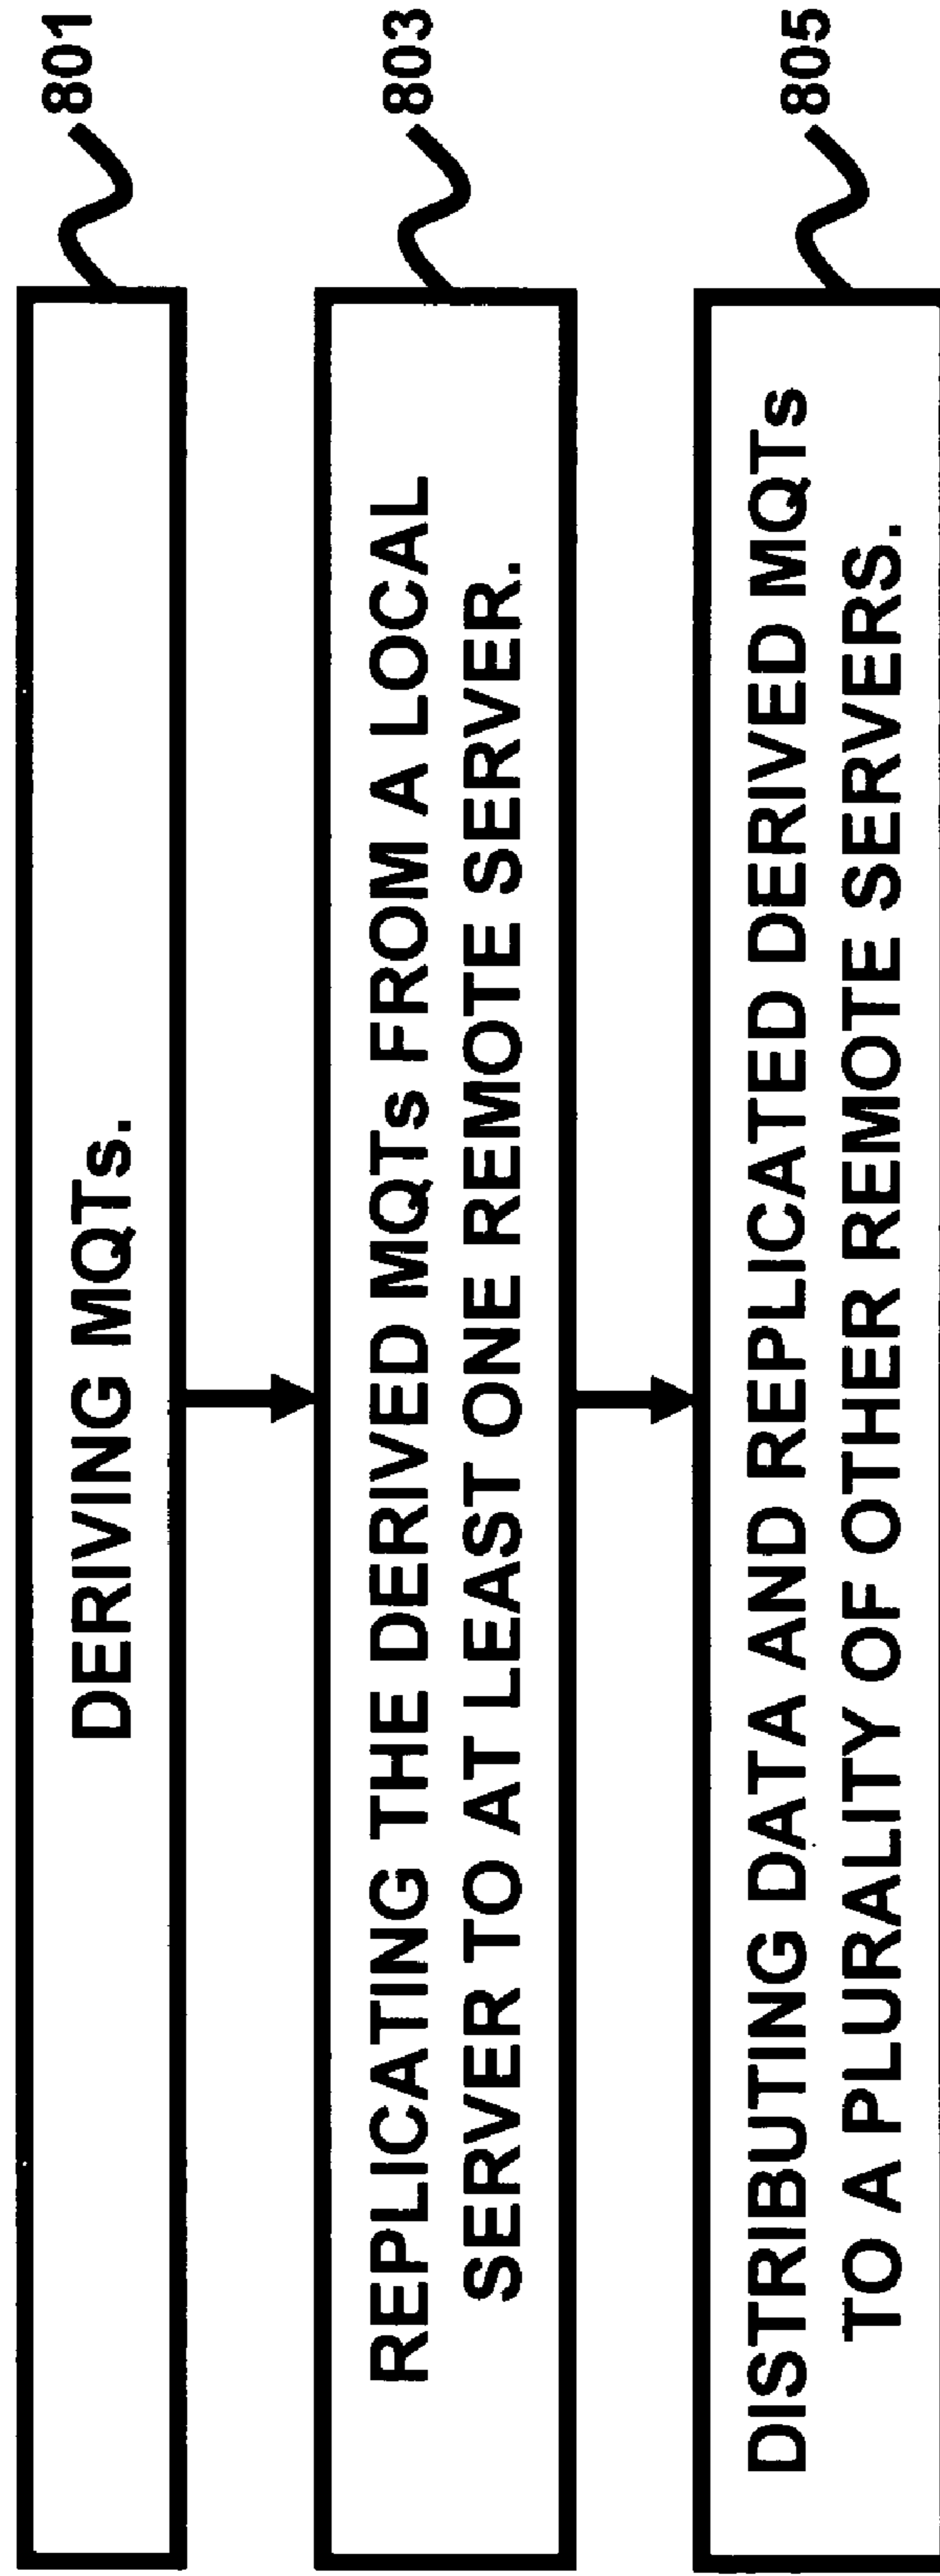 DERIVING MQTs.
801
REPLICATING THE DERIVED MQTs FROM A LOCAL
SERVER TO AT LEAST ONE REMOTE SERVER.
803
DISTRIBUTING DATA AND REPLICATED DERIVED MQTs
TO A PLURALITY OF OTHER REMOTE SERVERS.
805